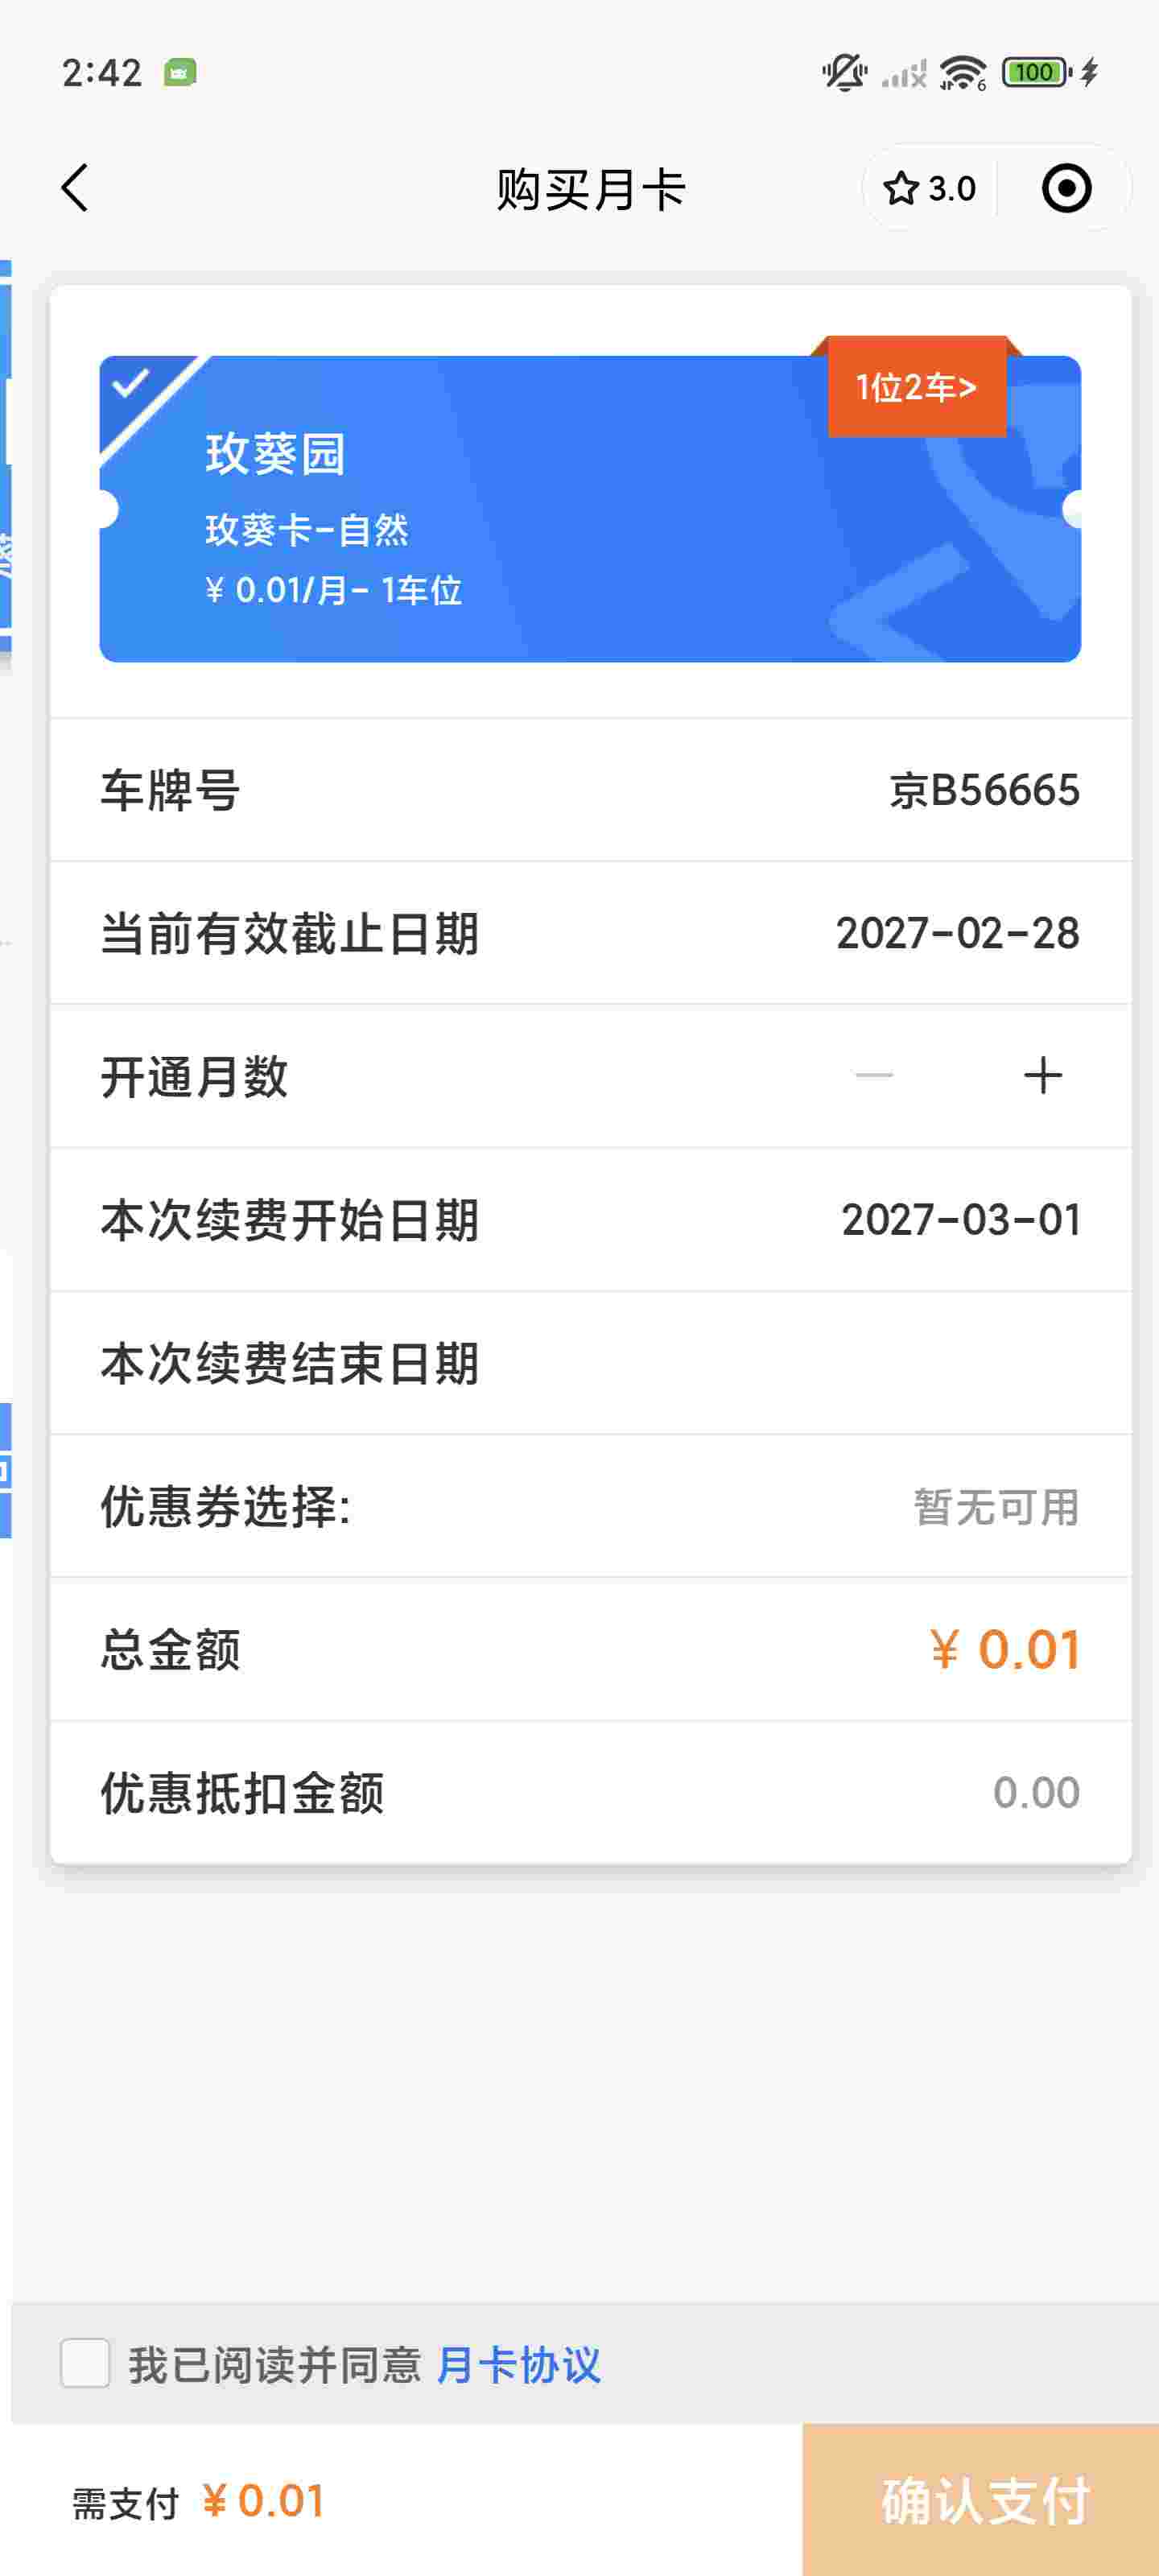 2:42
100
购买月卡
3.0
1位2车>
玫葵园
玫葵卡-自然
¥ 0.01/月- 1车位
车牌号 京B56665
当前有效截止日期 2027-02-28
开通月数
本次续费开始日期 2027-03-01
本次续费结束日期
优惠券选择: 暂无可用
总金额 ¥ 0.01
优惠抵扣金额 0.00
我已阅读并同意 月卡协议
需支付 ¥ 0.01
确认支付